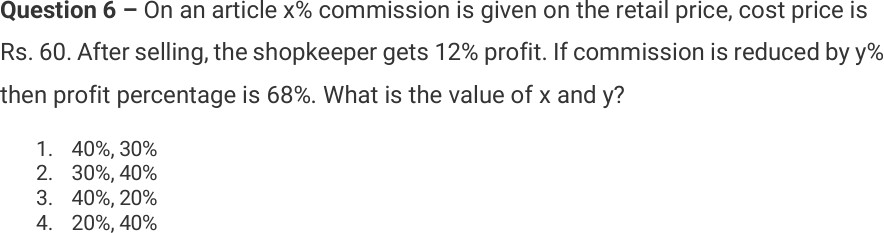 Question 6 – On an article x% commission is given on the retail price, cost price is
Rs. 60. After selling, the shopkeeper gets 12% profit. If commission is reduced by y%
then profit percentage is 68%. What is the value of x and y?
1. 40%, 30%
2. 30%, 40%
3. 40%, 20%
4. 20%, 40%